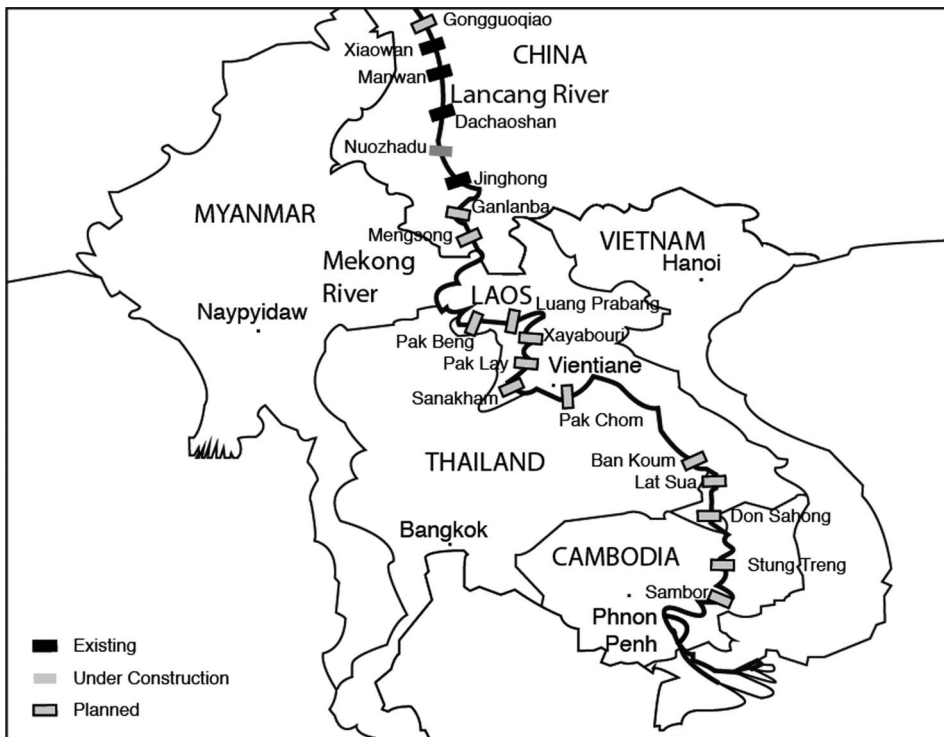 Gongguoqiao
Xiaowan
CHINA
Manwan
Lancang River
Dachaoshan
Nuozhadu
Jinghong
Ganlanba
MYANMAR
Mengsong
VIETNAM
Hanoi
Mekong
River
LAOS
Luang Prabang
Naypyidaw
Xayabouri
Pak Beng
Pak Lay
Vientiane
Sanakham
Pak Chom
THAILAND
Ban Koum
Lat Sua
Don Sahong
Bangkok
CAMBODIA
Stung Treng
Sambor
Phnon
Penh
Existing
Under Construction
Planned